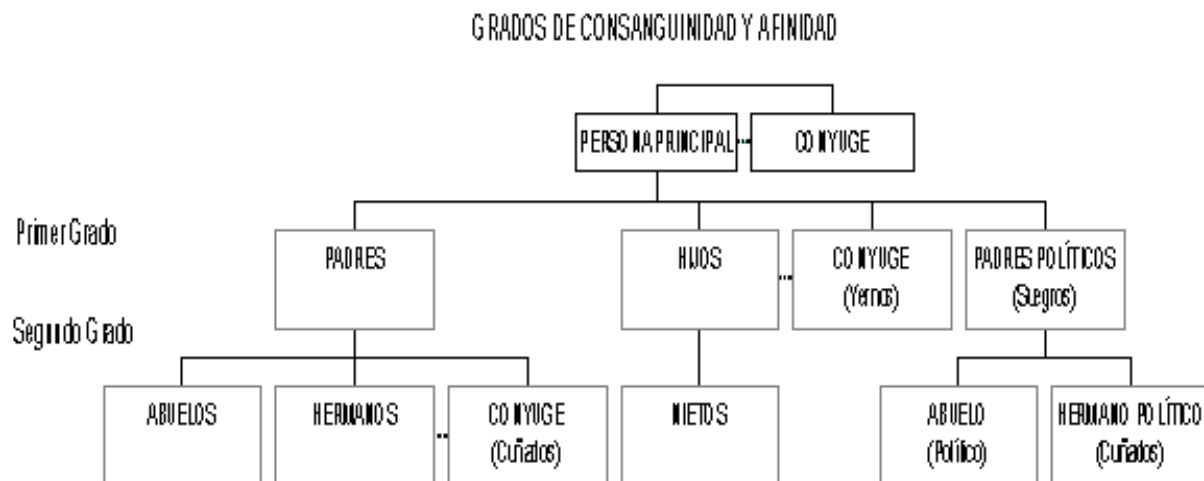 GRADOS DE CONSANGUINIDAD Y AFINIDAD
PERSONA PRINCIPAL
CONYUGE
Primer Grado
PADRES
HIJOS
CONYUGE
(Yernos)
PADRES POLÍTICOS
(Suegros)
Segundo Grado
ABUELOS
HERMANOS
CONYUGE
(Cuñados)
NIETOS
ABUELO
(Político)
HERMANO POLÍTICO
(Cuñados)